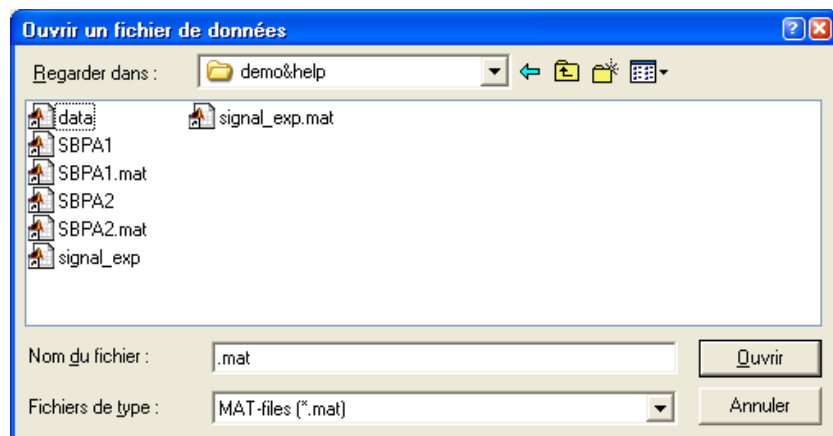 Ouvrir un fichier de données
Regarder dans :
demo&help
data
SBPA1
SBPA1.mat
SBPA2
SBPA2.mat
signal_exp
signal_exp.mat
Nom du fichier :
.mat
Ouvrir
Fichiers de type :
MAT-files (*.mat)
Annuler